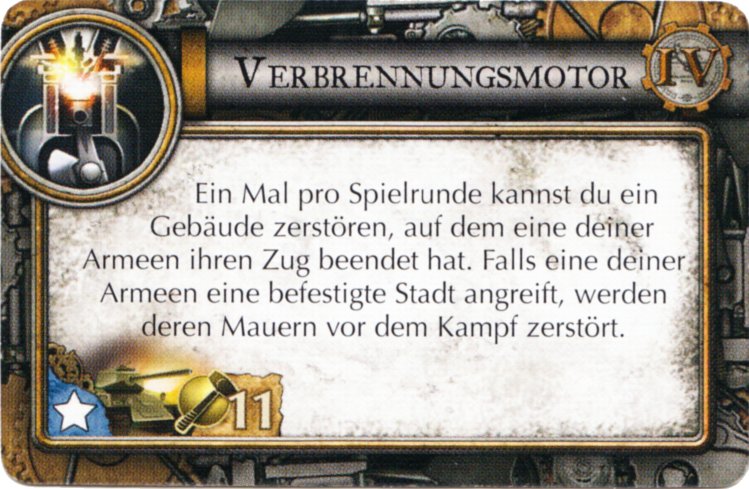 VERBRENNUNGSMOTOR IV
Ein Mal pro Spielrunde kannst du ein
Gebäude zerstören, auf dem eine deiner
Armeen ihren Zug beendet hat. Falls eine deiner
Armeen eine befestigte Stadt angreift, werden
deren Mauern vor dem Kampf zerstört.
11